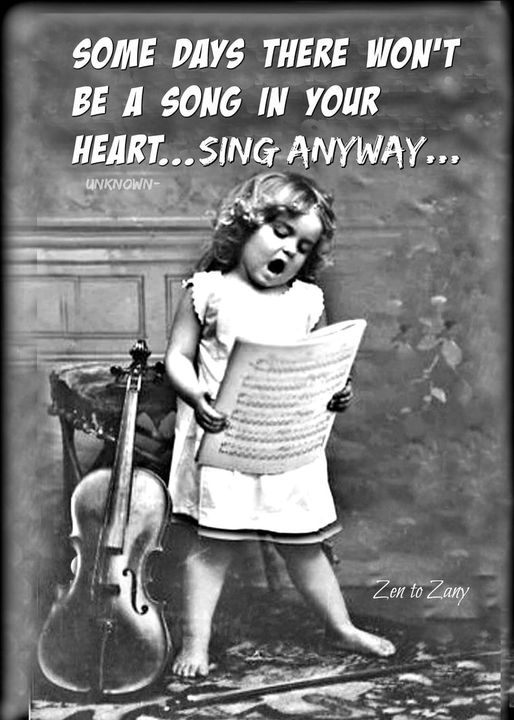 SOME DAYS THERE WON'T
BE A SONG IN YOUR
HEART...SING ANYWAY...
UNKNOWN-
Zen to Zany